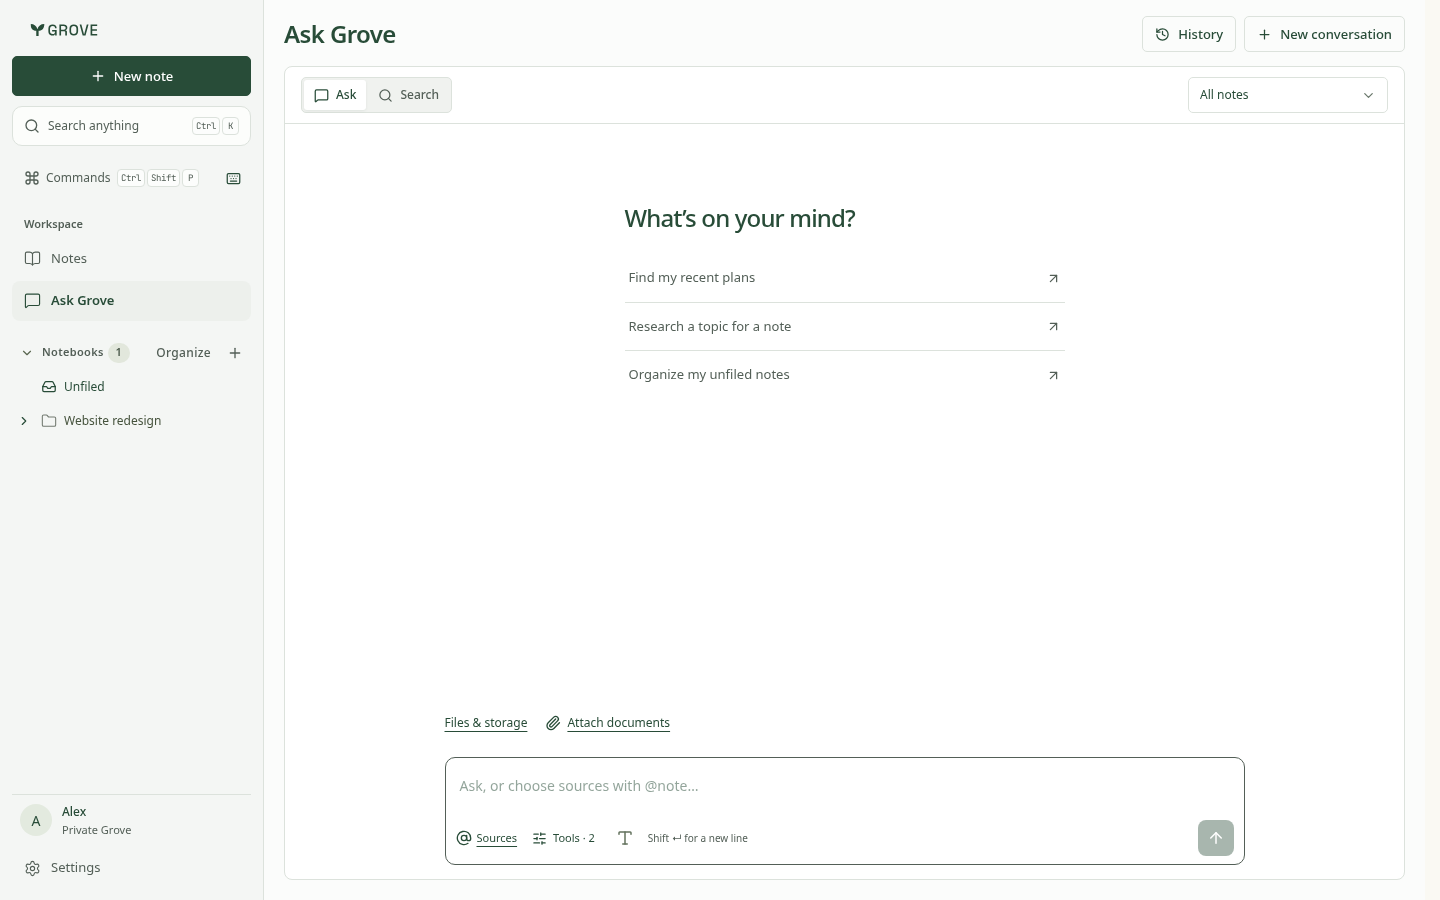 GROVE
New note
Search anything Ctrl K
Commands Ctrl Shift P
Workspace
Notes
Ask Grove
Notebooks 1 Organize
Unfiled
Website redesign
A
Alex
Private Grove
Settings
Ask Grove
History
New conversation
Ask
Search
All notes
What's on your mind?
Find my recent plans
Research a topic for a note
Organize my unfiled notes
Files & storage
Attach documents
Ask, or choose sources with @note...
Sources
Tools · 2
Shift ↵ for a new line